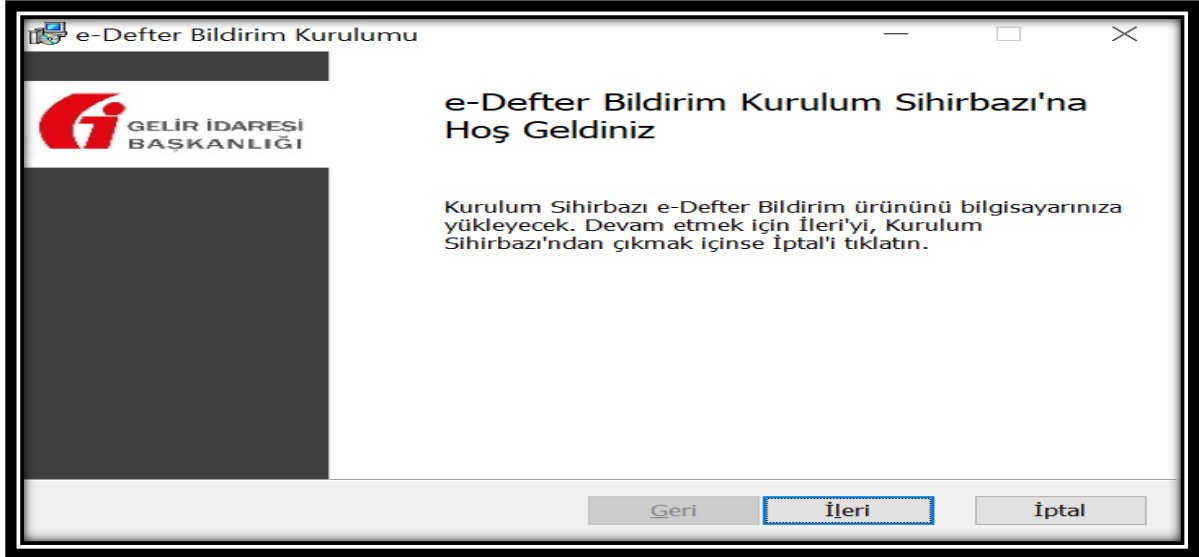 e-Defter Bildirim Kurulumu
GELİR İDARESİ
BAŞKANLIĞI
e-Defter Bildirim Kurulum Sihirbazı'na
Hoş Geldiniz
Kurulum Sihirbazı e-Defter Bildirim ürününü bilgisayarınıza
yükleyecek. Devam etmek için İleri'yi, Kurulum
Sihirbazı'ndan çıkmak içinse İptal'i tıklatın.
Geri İleri İptal